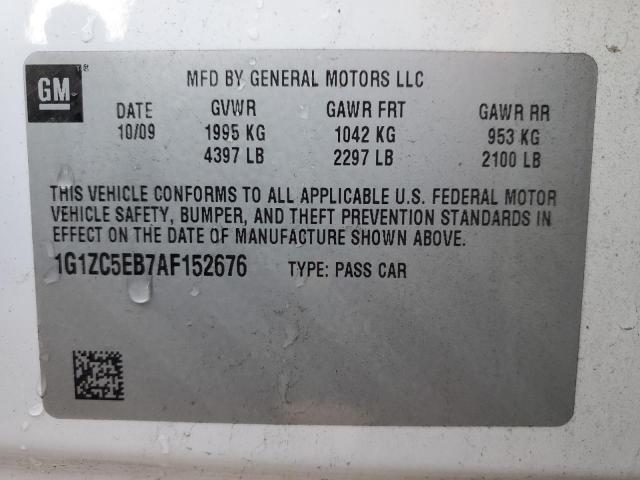 GM®
MFD BY GENERAL MOTORS LLC
DATE GVWR GAWR FRT GAWR RR
10/09 1995 KG 1042 KG 953 KG
4397 LB 2297 LB 2100 LB
THIS VEHICLE CONFORMS TO ALL APPLICABLE U.S. FEDERAL MOTOR
VEHICLE SAFETY, BUMPER, AND THEFT PREVENTION STANDARDS IN
EFFECT ON THE DATE OF MANUFACTURE SHOWN ABOVE.
1G1ZC5EB7AF152676 TYPE: PASS CAR